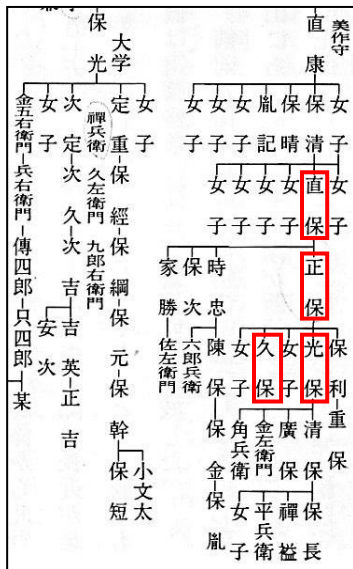 美作守
直康
女子
保清
保晴
胤記
女子
女子
女子
直保
女子
女子
女子
女子
正保
時忠
陳保
保金
保胤
保次
六郎兵衛
家勝
佐左衛門
保利
重保
光保
女子
久保
女子
清保
廣保
金左衛門
角兵衛
保長
禪
平兵衛
女子
大学
保光
女子
定重
保經
保綱
保元
保幹
小文太
保短
禪兵衛 久左衛門 九郎右衛門
次定
次久
次吉
吉英
正吉
安次
女子
金五右衛門
兵右衛門
傳四郎
只四郎
某